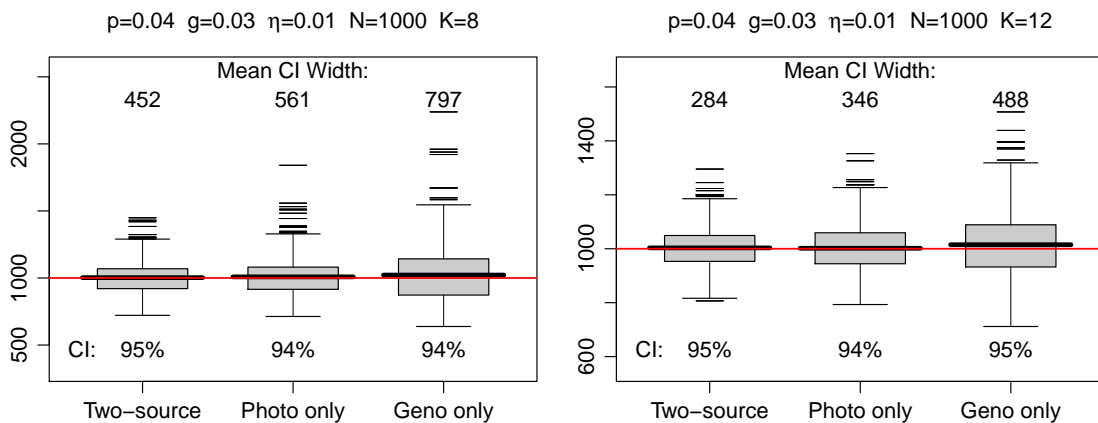 p=0.04 g=0.03 η=0.01 N=1000 K=8
Mean CI Width:
452 561 797
2000
1000
500
CI: 95% 94% 94%
Two−source Photo only Geno only
p=0.04 g=0.03 η=0.01 N=1000 K=12
Mean CI Width:
284 346 488
1400
1000
600
CI: 95% 94% 95%
Two−source Photo only Geno only